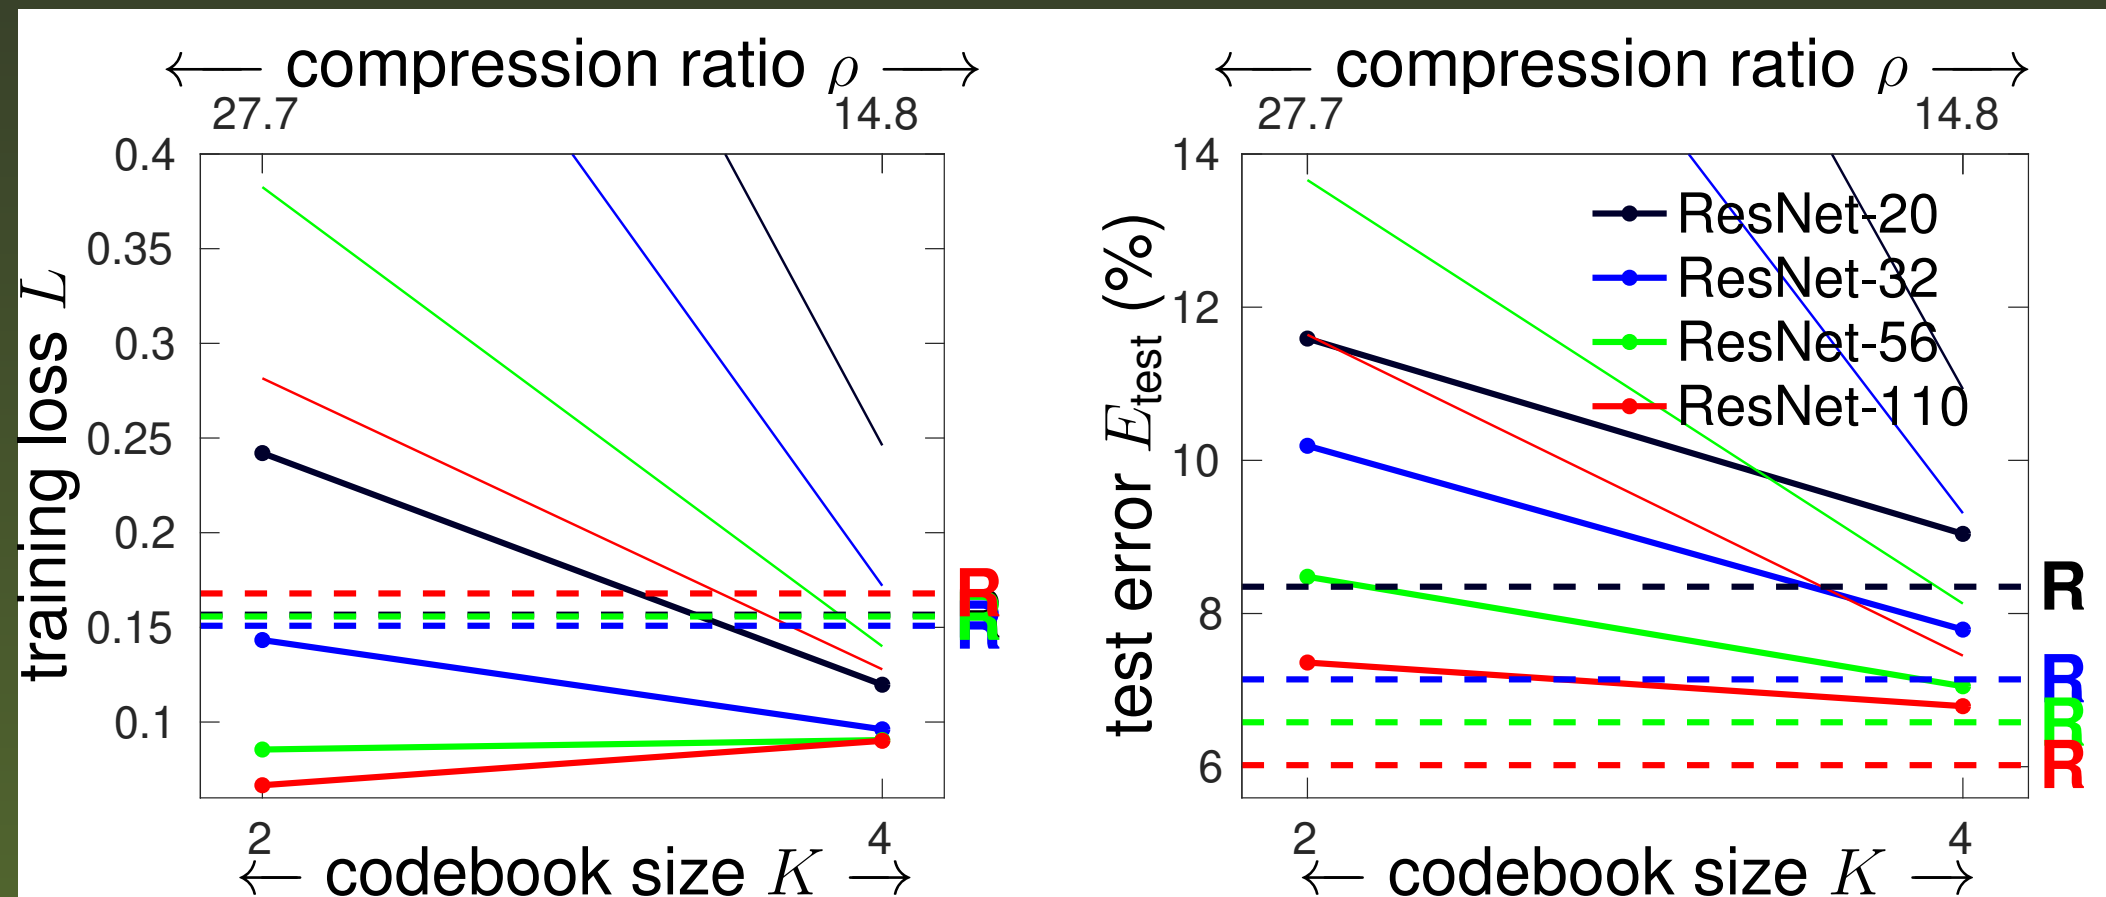 ← compression ratio ρ →
27.7 14.8
0.4
0.35
0.3
0.25
0.2
0.15
0.1
training loss L
R
R
R
R
2 4
← codebook size K →
← compression ratio ρ →
27.7 14.8
14
12
10
8
6
test error E_test (%)
ResNet-20
ResNet-32
ResNet-56
ResNet-110
R
R
R
R
2 4
← codebook size K →